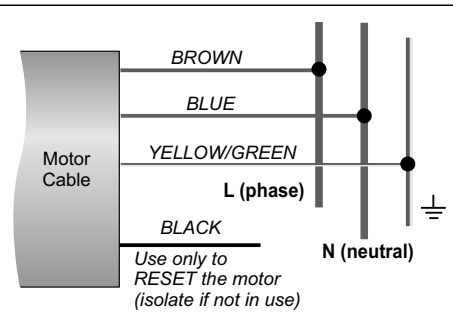 BROWN
BLUE
YELLOW/GREEN
Motor
Cable
L (phase)
BLACK
N (neutral)
Use only to
RESET the motor
(isolate if not in use)